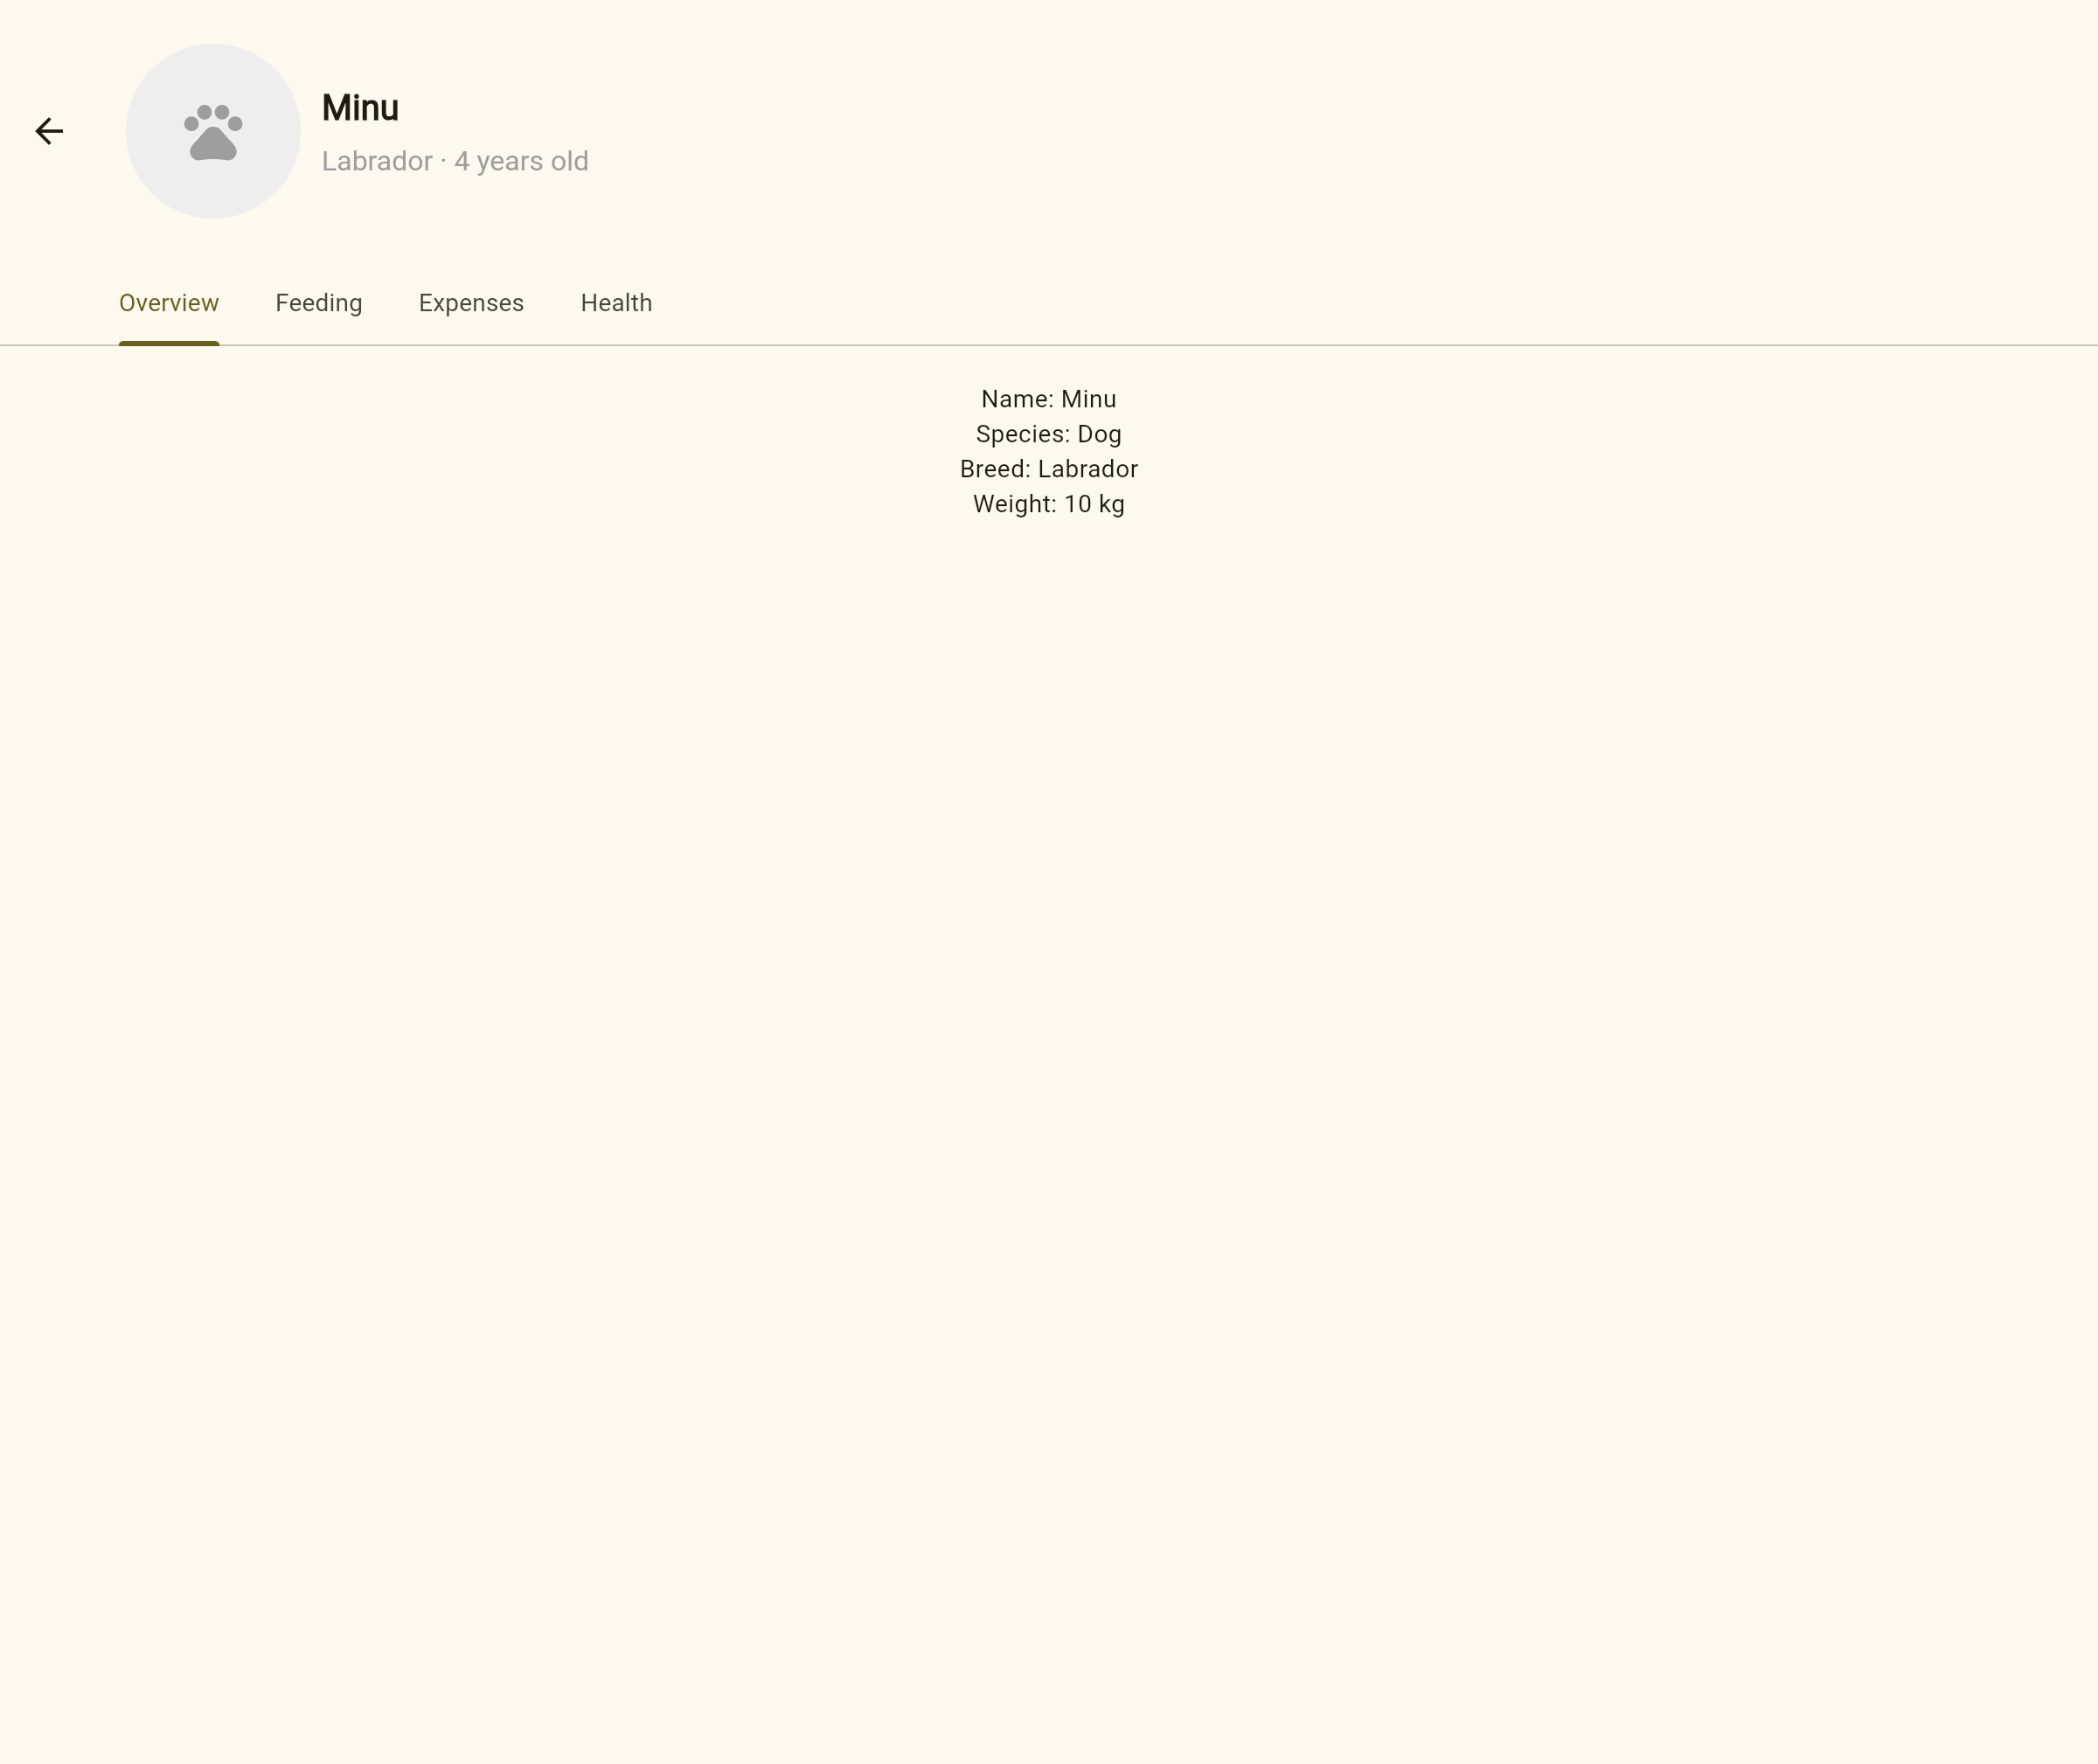 Minu
Labrador · 4 years old
Overview Feeding Expenses Health
Name: Minu
Species: Dog
Breed: Labrador
Weight: 10 kg